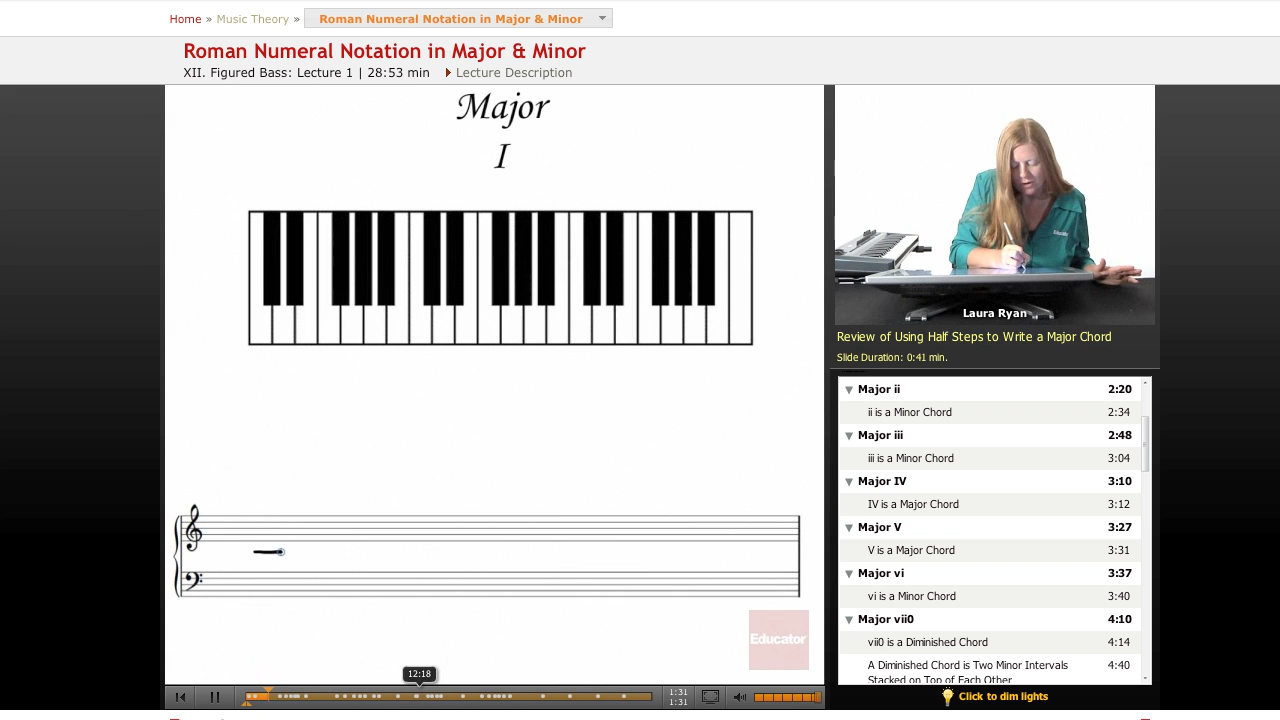 Home » Music Theory » Roman Numeral Notation in Major & Minor
Roman Numeral Notation in Major & Minor
XII. Figured Bass: Lecture 1 | 28:53 min Lecture Description
Major
I
Educator
12:18
1:31
1:31
Educator
Laura Ryan
Review of Using Half Steps to Write a Major Chord
Slide Duration: 0:41 min.
Major ii 2:20
ii is a Minor Chord 2:34
Major iii 2:48
iii is a Minor Chord 3:04
Major IV 3:10
IV is a Major Chord 3:12
Major V 3:27
V is a Major Chord 3:31
Major vi 3:37
vi is a Minor Chord 3:40
Major vii0 4:10
vii0 is a Diminished Chord 4:14
A Diminished Chord is Two Minor Intervals 4:40
Stacked on Top of Each Other
Click to dim lights